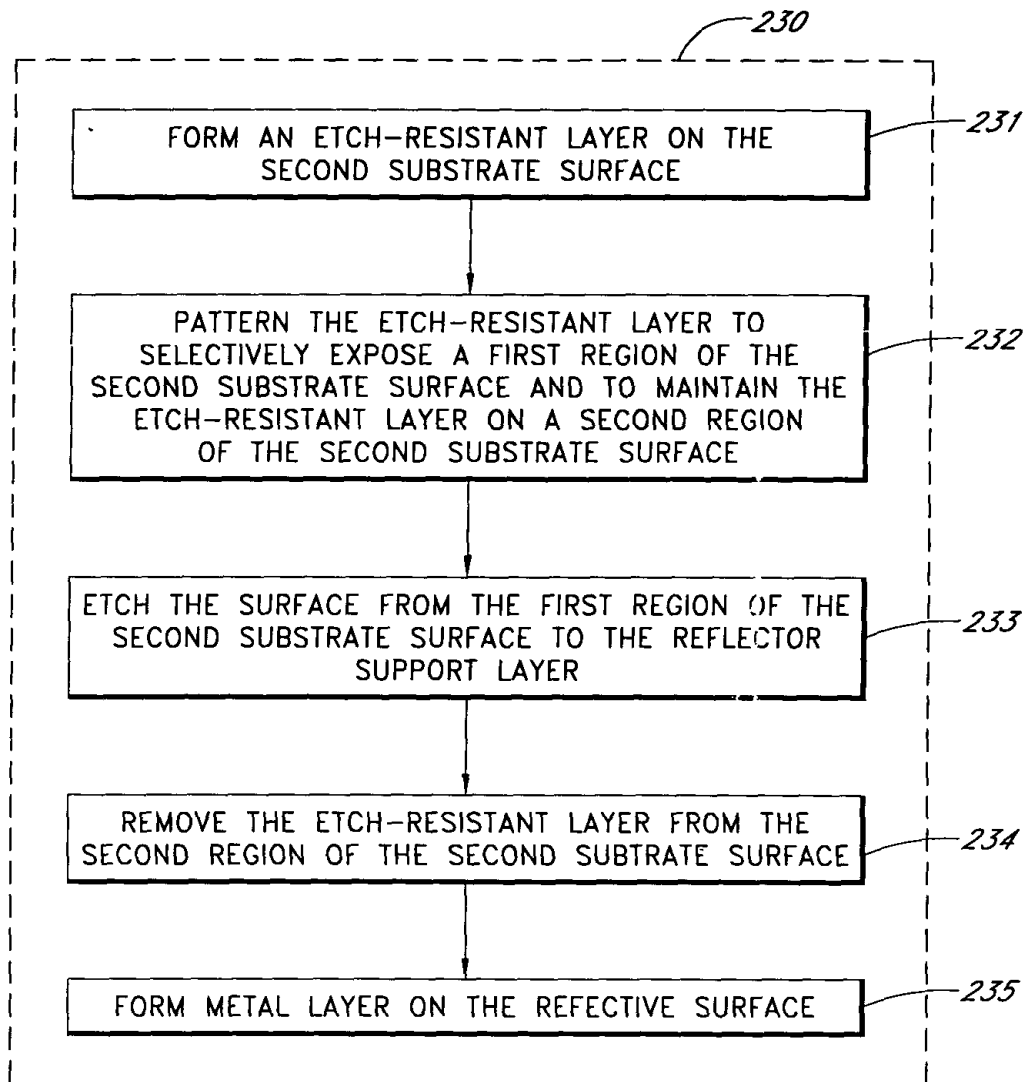 230
FORM AN ETCH-RESISTANT LAYER ON THE
SECOND SUBSTRATE SURFACE
231
PATTERN THE ETCH-RESISTANT LAYER TO
SELECTIVELY EXPOSE A FIRST REGION OF THE
SECOND SUBSTRATE SURFACE AND TO MAINTAIN THE
ETCH-RESISTANT LAYER ON A SECOND REGION
OF THE SECOND SUBSTRATE SURFACE
232
ETCH THE SURFACE FROM THE FIRST REGION OF THE
SECOND SUBSTRATE SURFACE TO THE REFLECTOR
SUPPORT LAYER
233
REMOVE THE ETCH-RESISTANT LAYER FROM THE
SECOND REGION OF THE SECOND SUBTRATE SURFACE
234
FORM METAL LAYER ON THE REFECTIVE SURFACE
235